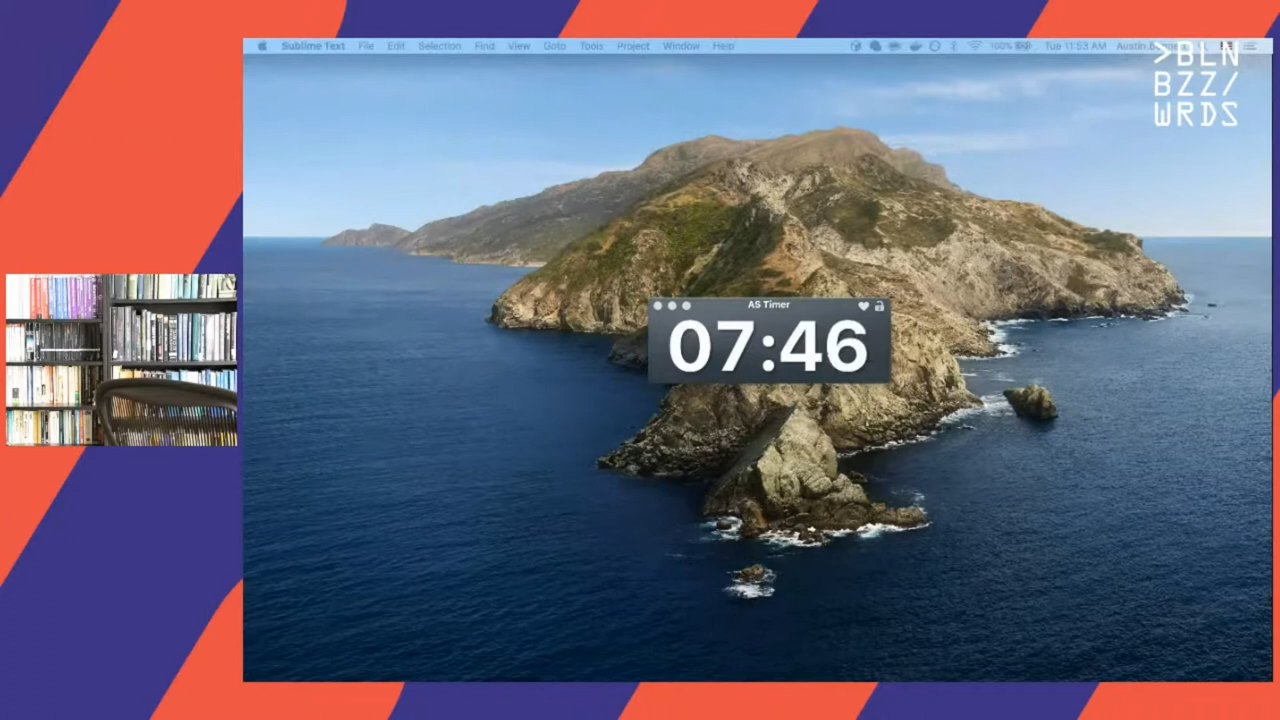 Sublime Text File Edit Selection Find View Goto Tools Project Window Help 100% Tue 11:53 AM Austin
>BLN
BZZ/
WRDS
AS Timer
07:46